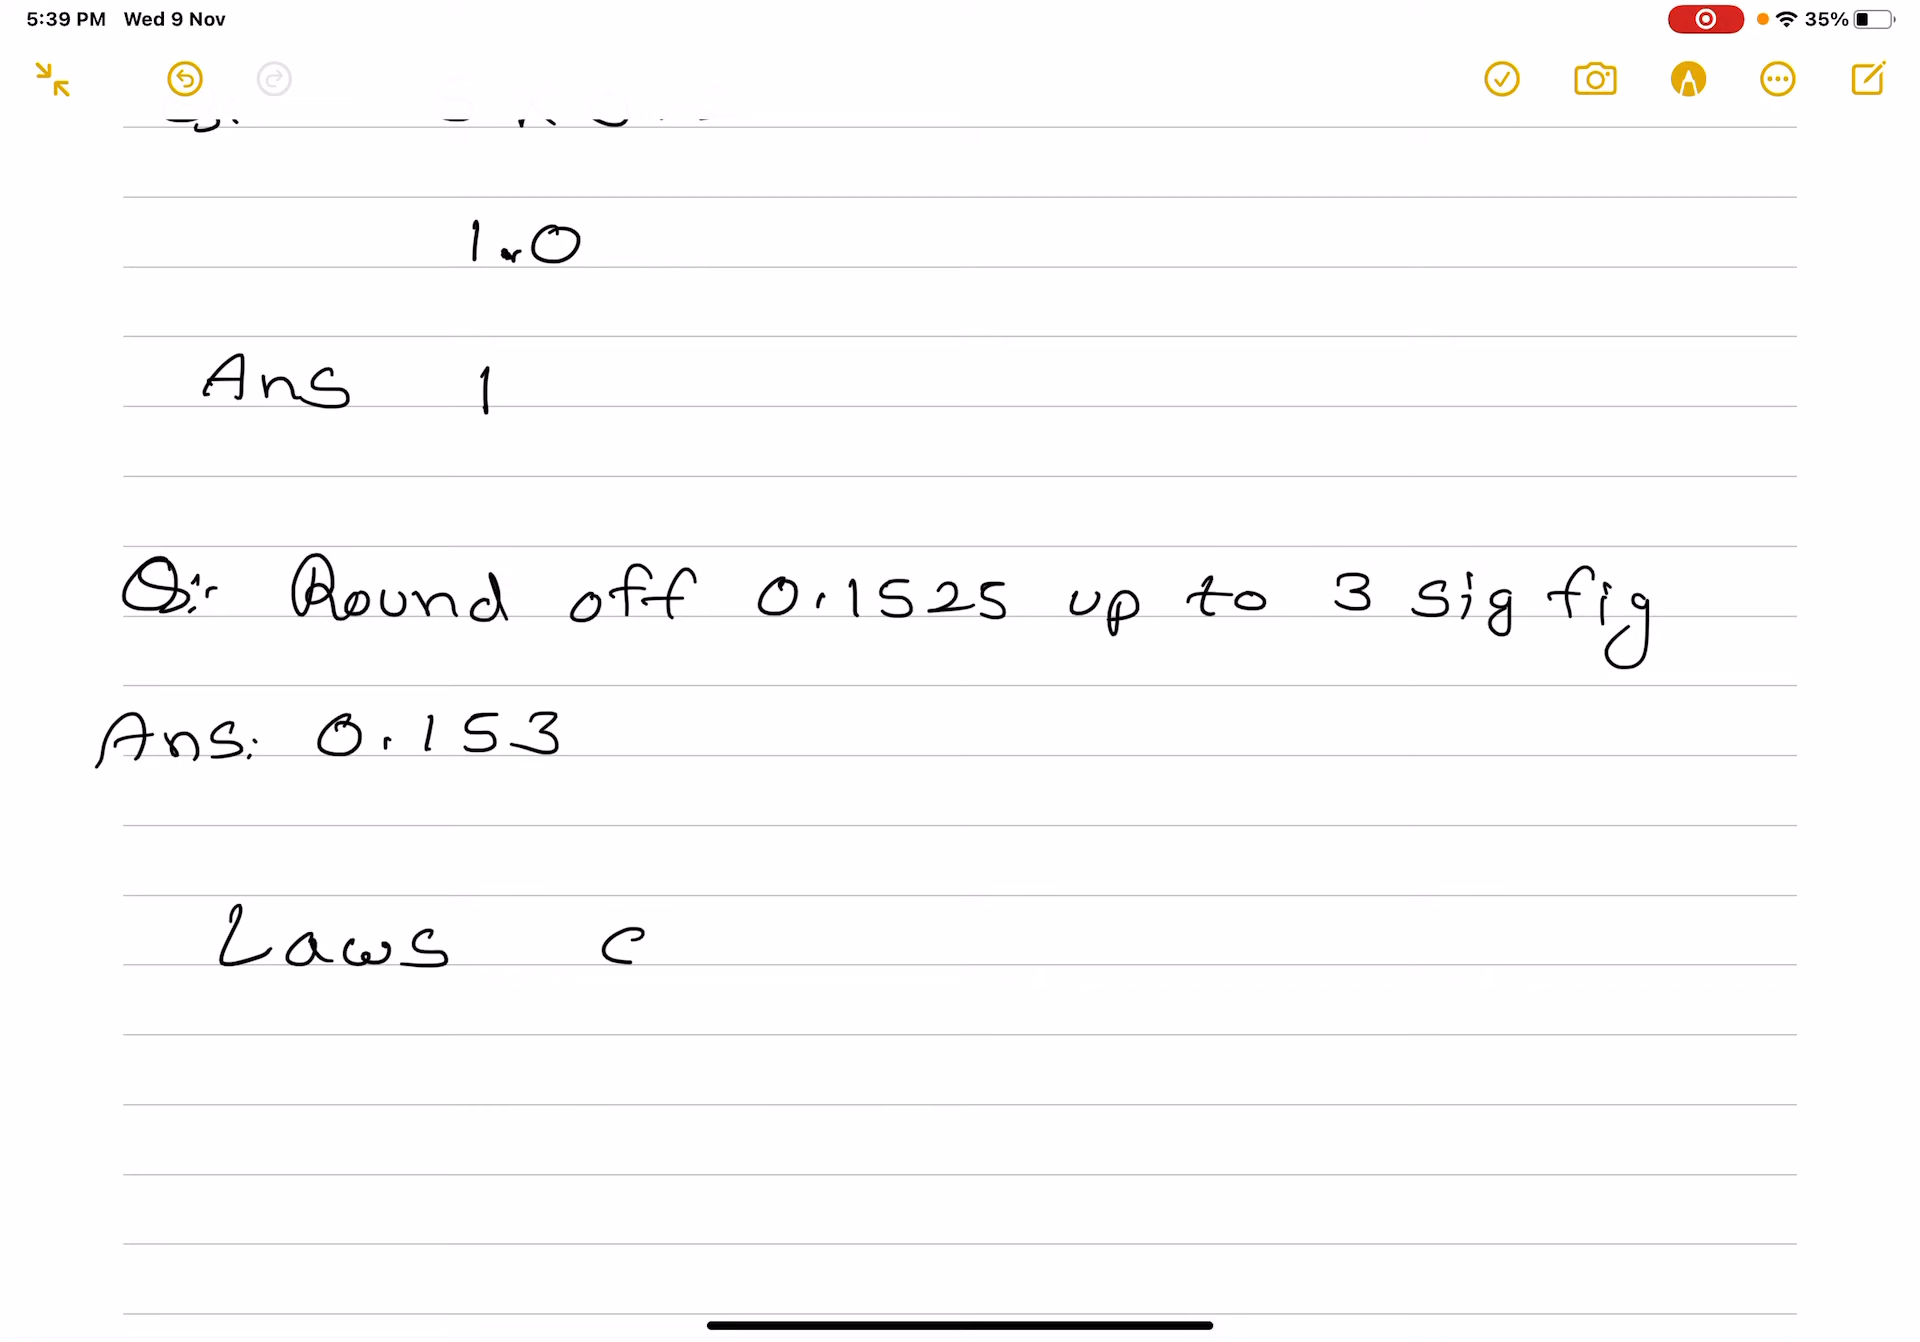 5:39 PM Wed 9 Nov 35%
1.0
Ans 1
Q:- Round off 0.1525 up to 3 sig fig
Ans: 0.153
Laws c